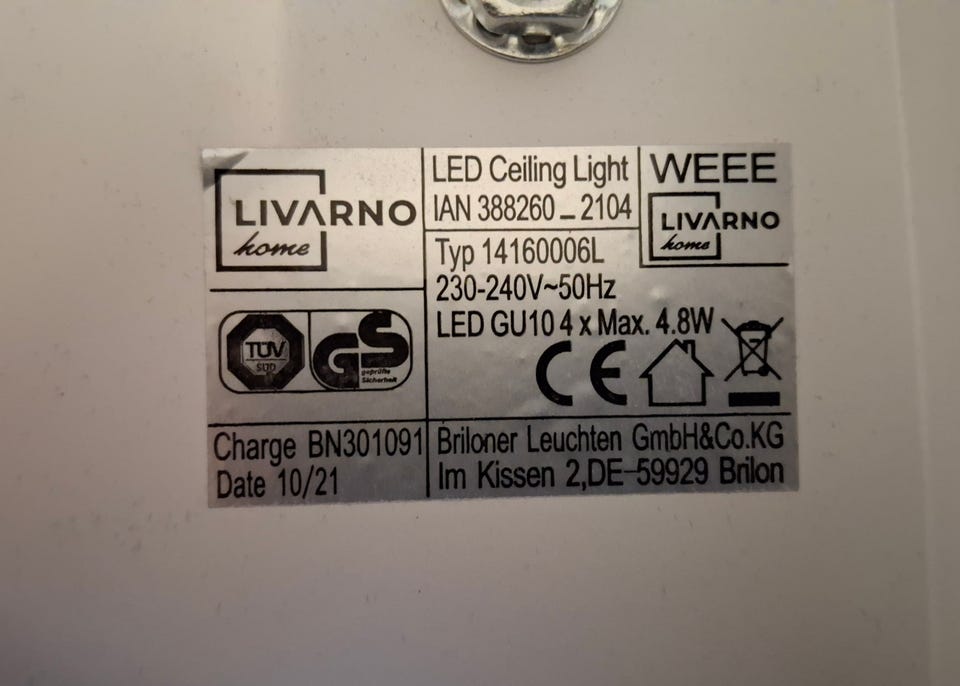 LIVARNO
home
LED Ceiling Light
IAN 388260_2104
WEEE
LIVARNO
home
Typ 14160006L
230-240V~50Hz
LED GU10 4 x Max. 4.8W
TÜV
SÜD
GS
geprüfte
Sicherheit
CE
Charge BN301091
Date 10/21
Briloner Leuchten GmbH&Co.KG
Im Kissen 2,DE-59929 Brilon